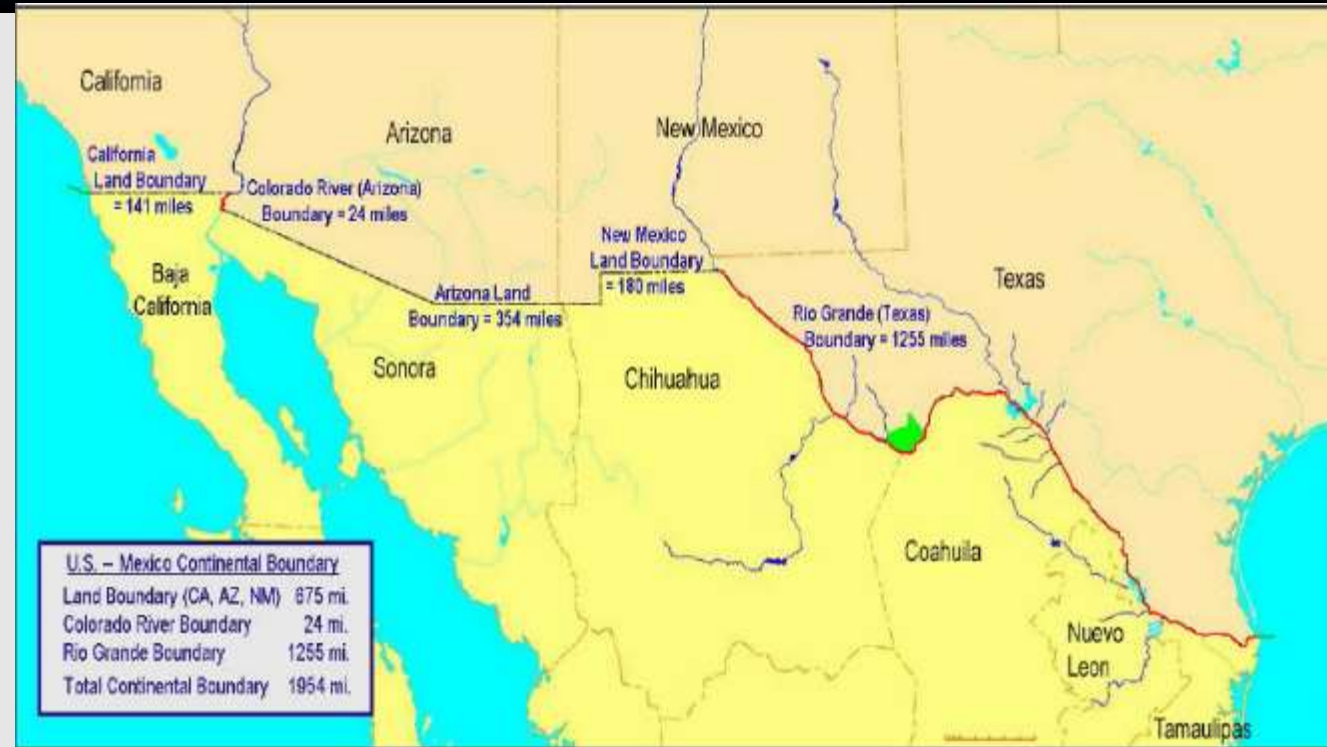 California
Arizona
New Mexico
California
Land Boundary
= 141 miles
Colorado River (Arizona)
Boundary = 24 miles
New Mexico
Land Boundary
= 180 miles
Texas
Baja
California
Arizona Land
Boundary = 354 miles
Rio Grande (Texas)
Boundary = 1255 miles
Sonora
Chihuahua
Coahuila
U.S. – Mexico Continental Boundary
Land Boundary (CA, AZ, NM) 675 mi.
Colorado River Boundary 24 mi.
Rio Grande Boundary 1255 mi.
Total Continental Boundary 1954 mi.
Nuevo
Leon
Tamaulipas